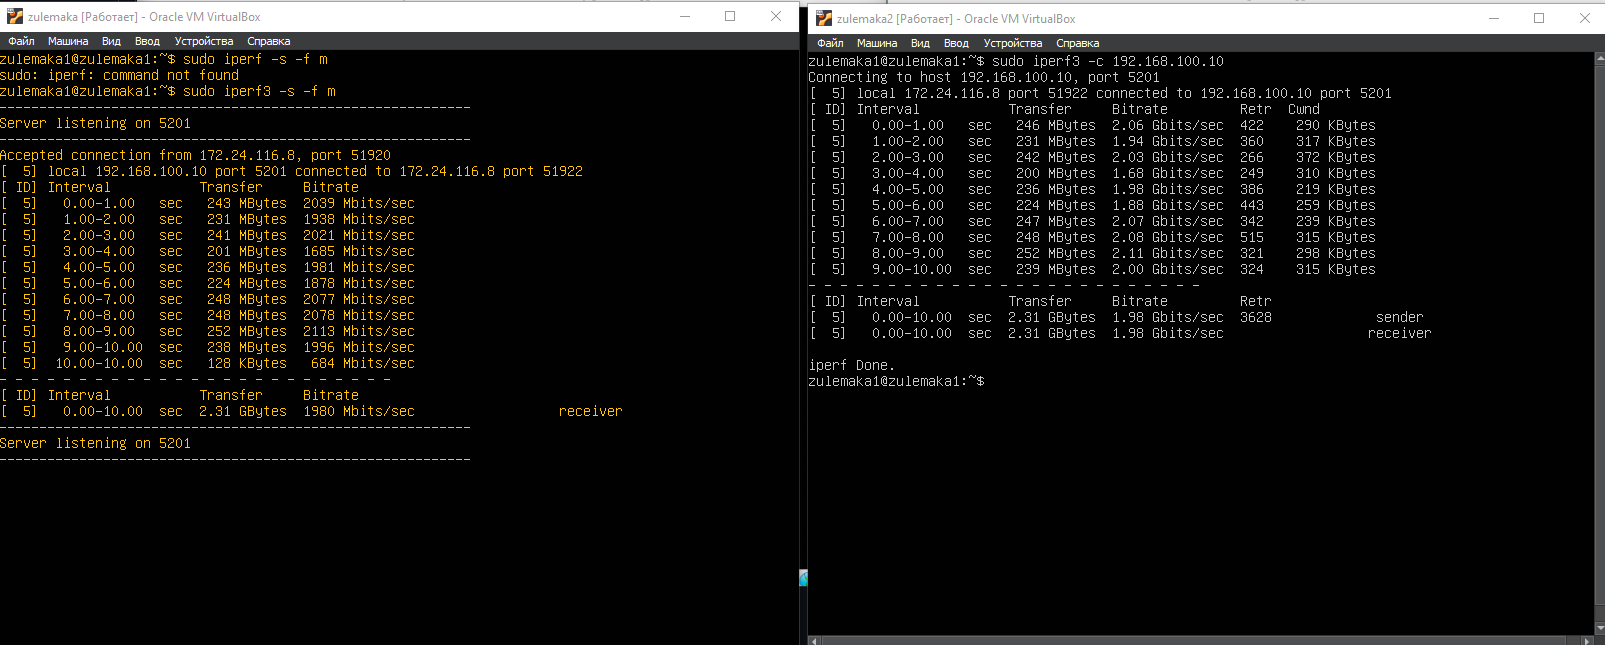 zulemaka [Работает] - Oracle VM VirtualBox
Файл Машина Вид Ввод Устройства Справка
zulemaka1@zulemaka1:~$ sudo iperf -s -f m
sudo: iperf: command not found
zulemaka1@zulemaka1:~$ sudo iperf3 -s -f m
-----------------------------------------------------------
Server listening on 5201
-----------------------------------------------------------
Accepted connection from 172.24.116.8, port 51920
[  5] local 192.168.100.10 port 5201 connected to 172.24.116.8 port 51922
[ ID] Interval           Transfer     Bitrate
[  5]   0.00-1.00   sec   243 MBytes  2039 Mbits/sec
[  5]   1.00-2.00   sec   231 MBytes  1938 Mbits/sec
[  5]   2.00-3.00   sec   241 MBytes  2021 Mbits/sec
[  5]   3.00-4.00   sec   201 MBytes  1685 Mbits/sec
[  5]   4.00-5.00   sec   236 MBytes  1981 Mbits/sec
[  5]   5.00-6.00   sec   224 MBytes  1878 Mbits/sec
[  5]   6.00-7.00   sec   248 MBytes  2077 Mbits/sec
[  5]   7.00-8.00   sec   248 MBytes  2078 Mbits/sec
[  5]   8.00-9.00   sec   252 MBytes  2113 Mbits/sec
[  5]   9.00-10.00  sec   238 MBytes  1996 Mbits/sec
[  5]  10.00-10.00  sec   128 KBytes   684 Mbits/sec
- - - - - - - - - - - - - - - - - - - - - - - - -
[ ID] Interval           Transfer     Bitrate
[  5]   0.00-10.00  sec  2.31 GBytes  1980 Mbits/sec                  receiver
-----------------------------------------------------------
Server listening on 5201
-----------------------------------------------------------
zulemaka2 [Работает] - Oracle VM VirtualBox
Файл Машина Вид Ввод Устройства Справка
zulemaka1@zulemaka1:~$ sudo iperf3 -c 192.168.100.10
Connecting to host 192.168.100.10, port 5201
[  5] local 172.24.116.8 port 51922 connected to 192.168.100.10 port 5201
[ ID] Interval           Transfer     Bitrate         Retr  Cwnd
[  5]   0.00-1.00   sec   246 MBytes  2.06 Gbits/sec  422    290 KBytes
[  5]   1.00-2.00   sec   231 MBytes  1.94 Gbits/sec  360    317 KBytes
[  5]   2.00-3.00   sec   242 MBytes  2.03 Gbits/sec  266    372 KBytes
[  5]   3.00-4.00   sec   200 MBytes  1.68 Gbits/sec  249    310 KBytes
[  5]   4.00-5.00   sec   236 MBytes  1.98 Gbits/sec  386    219 KBytes
[  5]   5.00-6.00   sec   224 MBytes  1.88 Gbits/sec  443    259 KBytes
[  5]   6.00-7.00   sec   247 MBytes  2.07 Gbits/sec  342    239 KBytes
[  5]   7.00-8.00   sec   248 MBytes  2.08 Gbits/sec  515    315 KBytes
[  5]   8.00-9.00   sec   252 MBytes  2.11 Gbits/sec  321    298 KBytes
[  5]   9.00-10.00  sec   239 MBytes  2.00 Gbits/sec  324    315 KBytes
- - - - - - - - - - - - - - - - - - - - - - - - -
[ ID] Interval           Transfer     Bitrate         Retr
[  5]   0.00-10.00  sec  2.31 GBytes  1.98 Gbits/sec  3628             sender
[  5]   0.00-10.00  sec  2.31 GBytes  1.98 Gbits/sec                  receiver
iperf Done.
zulemaka1@zulemaka1:~$